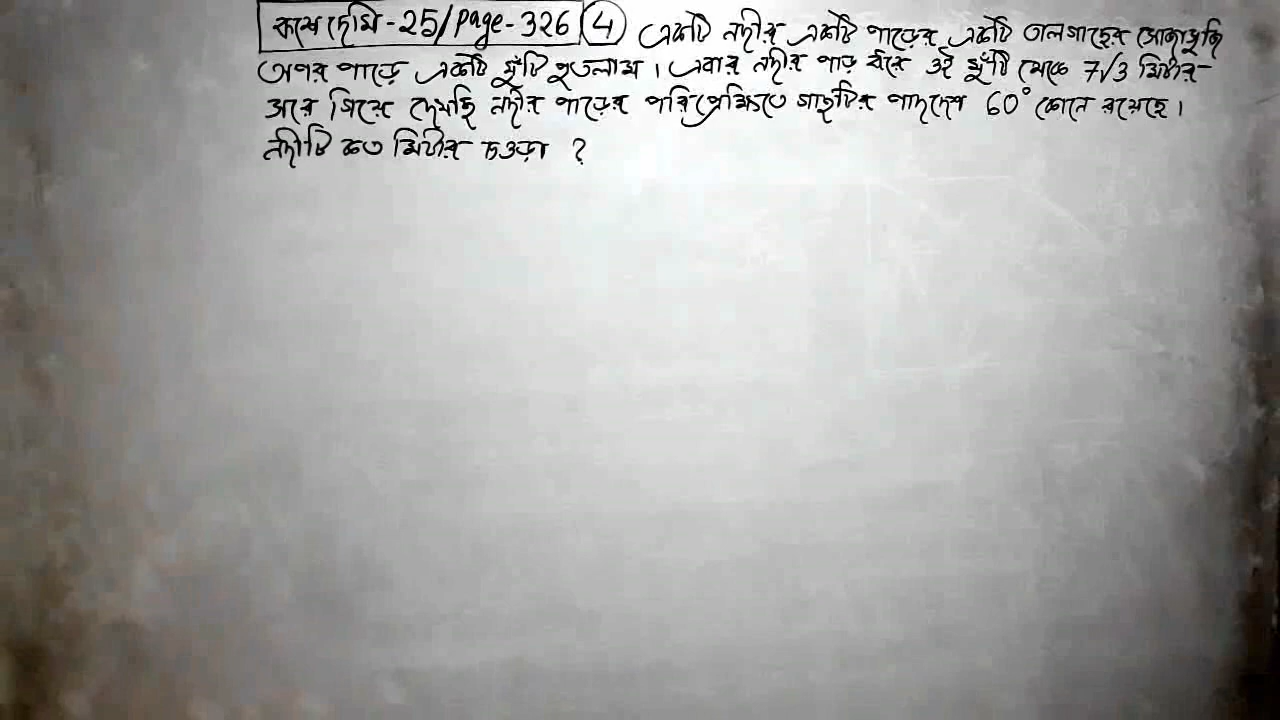 কষে দেখি - 25/page - 326 4 একটি নদীর একটি পাড়ের একটি তালগাছের সোজাসুজি
অপর পাড়ে একটি খুঁটি পুতলাম । এবার নদীর পাড় ধরে ওই খুঁটি থেকে 7√3 মিটার
সরে গিয়ে দেখছি নদীর পাড়ের পরিপ্রেক্ষিতে গাছটির পাদদেশ 60° কোনে রয়েছে ।
নদীটি কত মিটার চওড়া ?